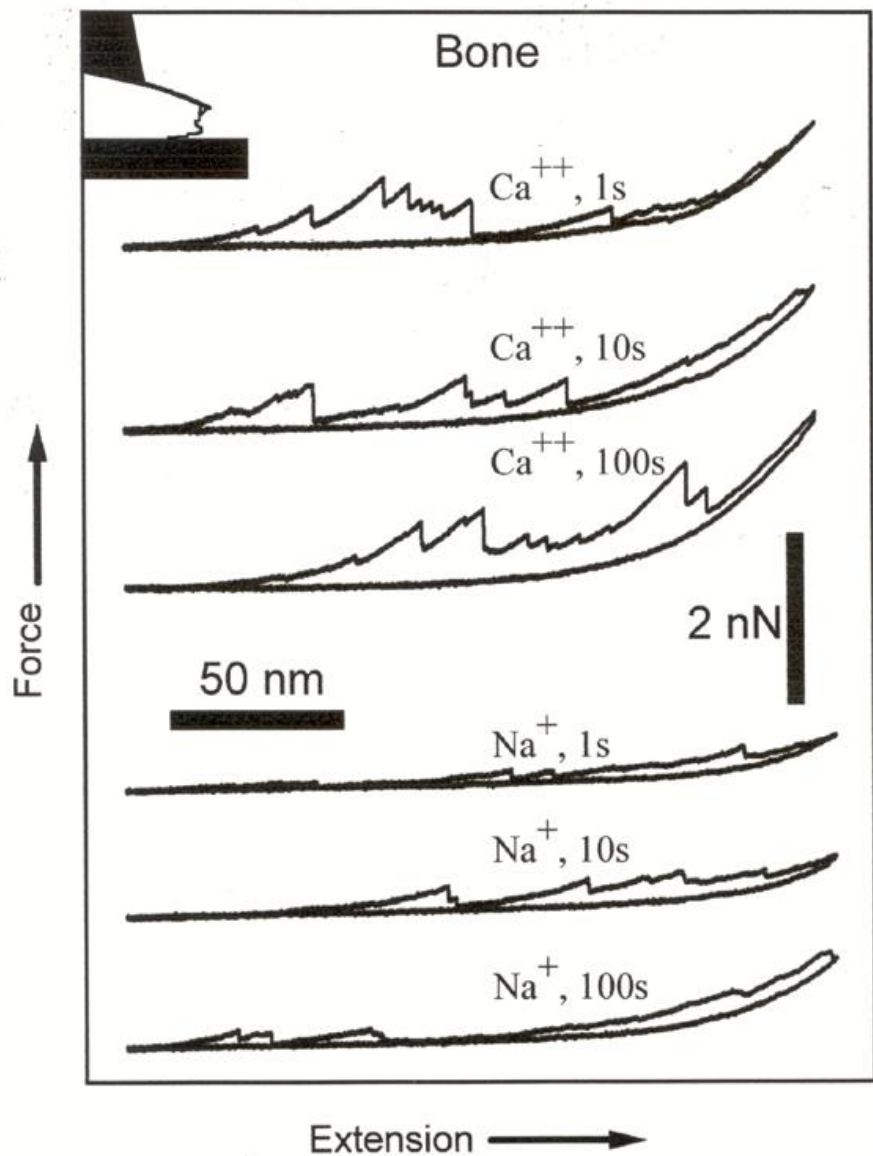 Bone
Ca++, 1s
Ca++, 10s
Ca++, 100s
2 nN
50 nm
Na+, 1s
Na+, 10s
Na+, 100s
Force
Extension